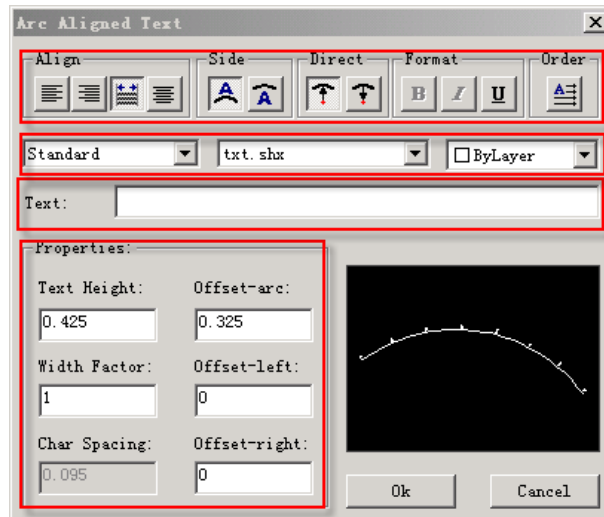 Arc Aligned Text
Align Side Direct Format Order
A A B I U A
Standard txt.shx ByLayer
Text:
Properties:
Text Height: Offset-arc:
0.425 0.325
Width Factor: Offset-left:
1 0
Char Spacing: Offset-right:
0.095 0
Ok Cancel